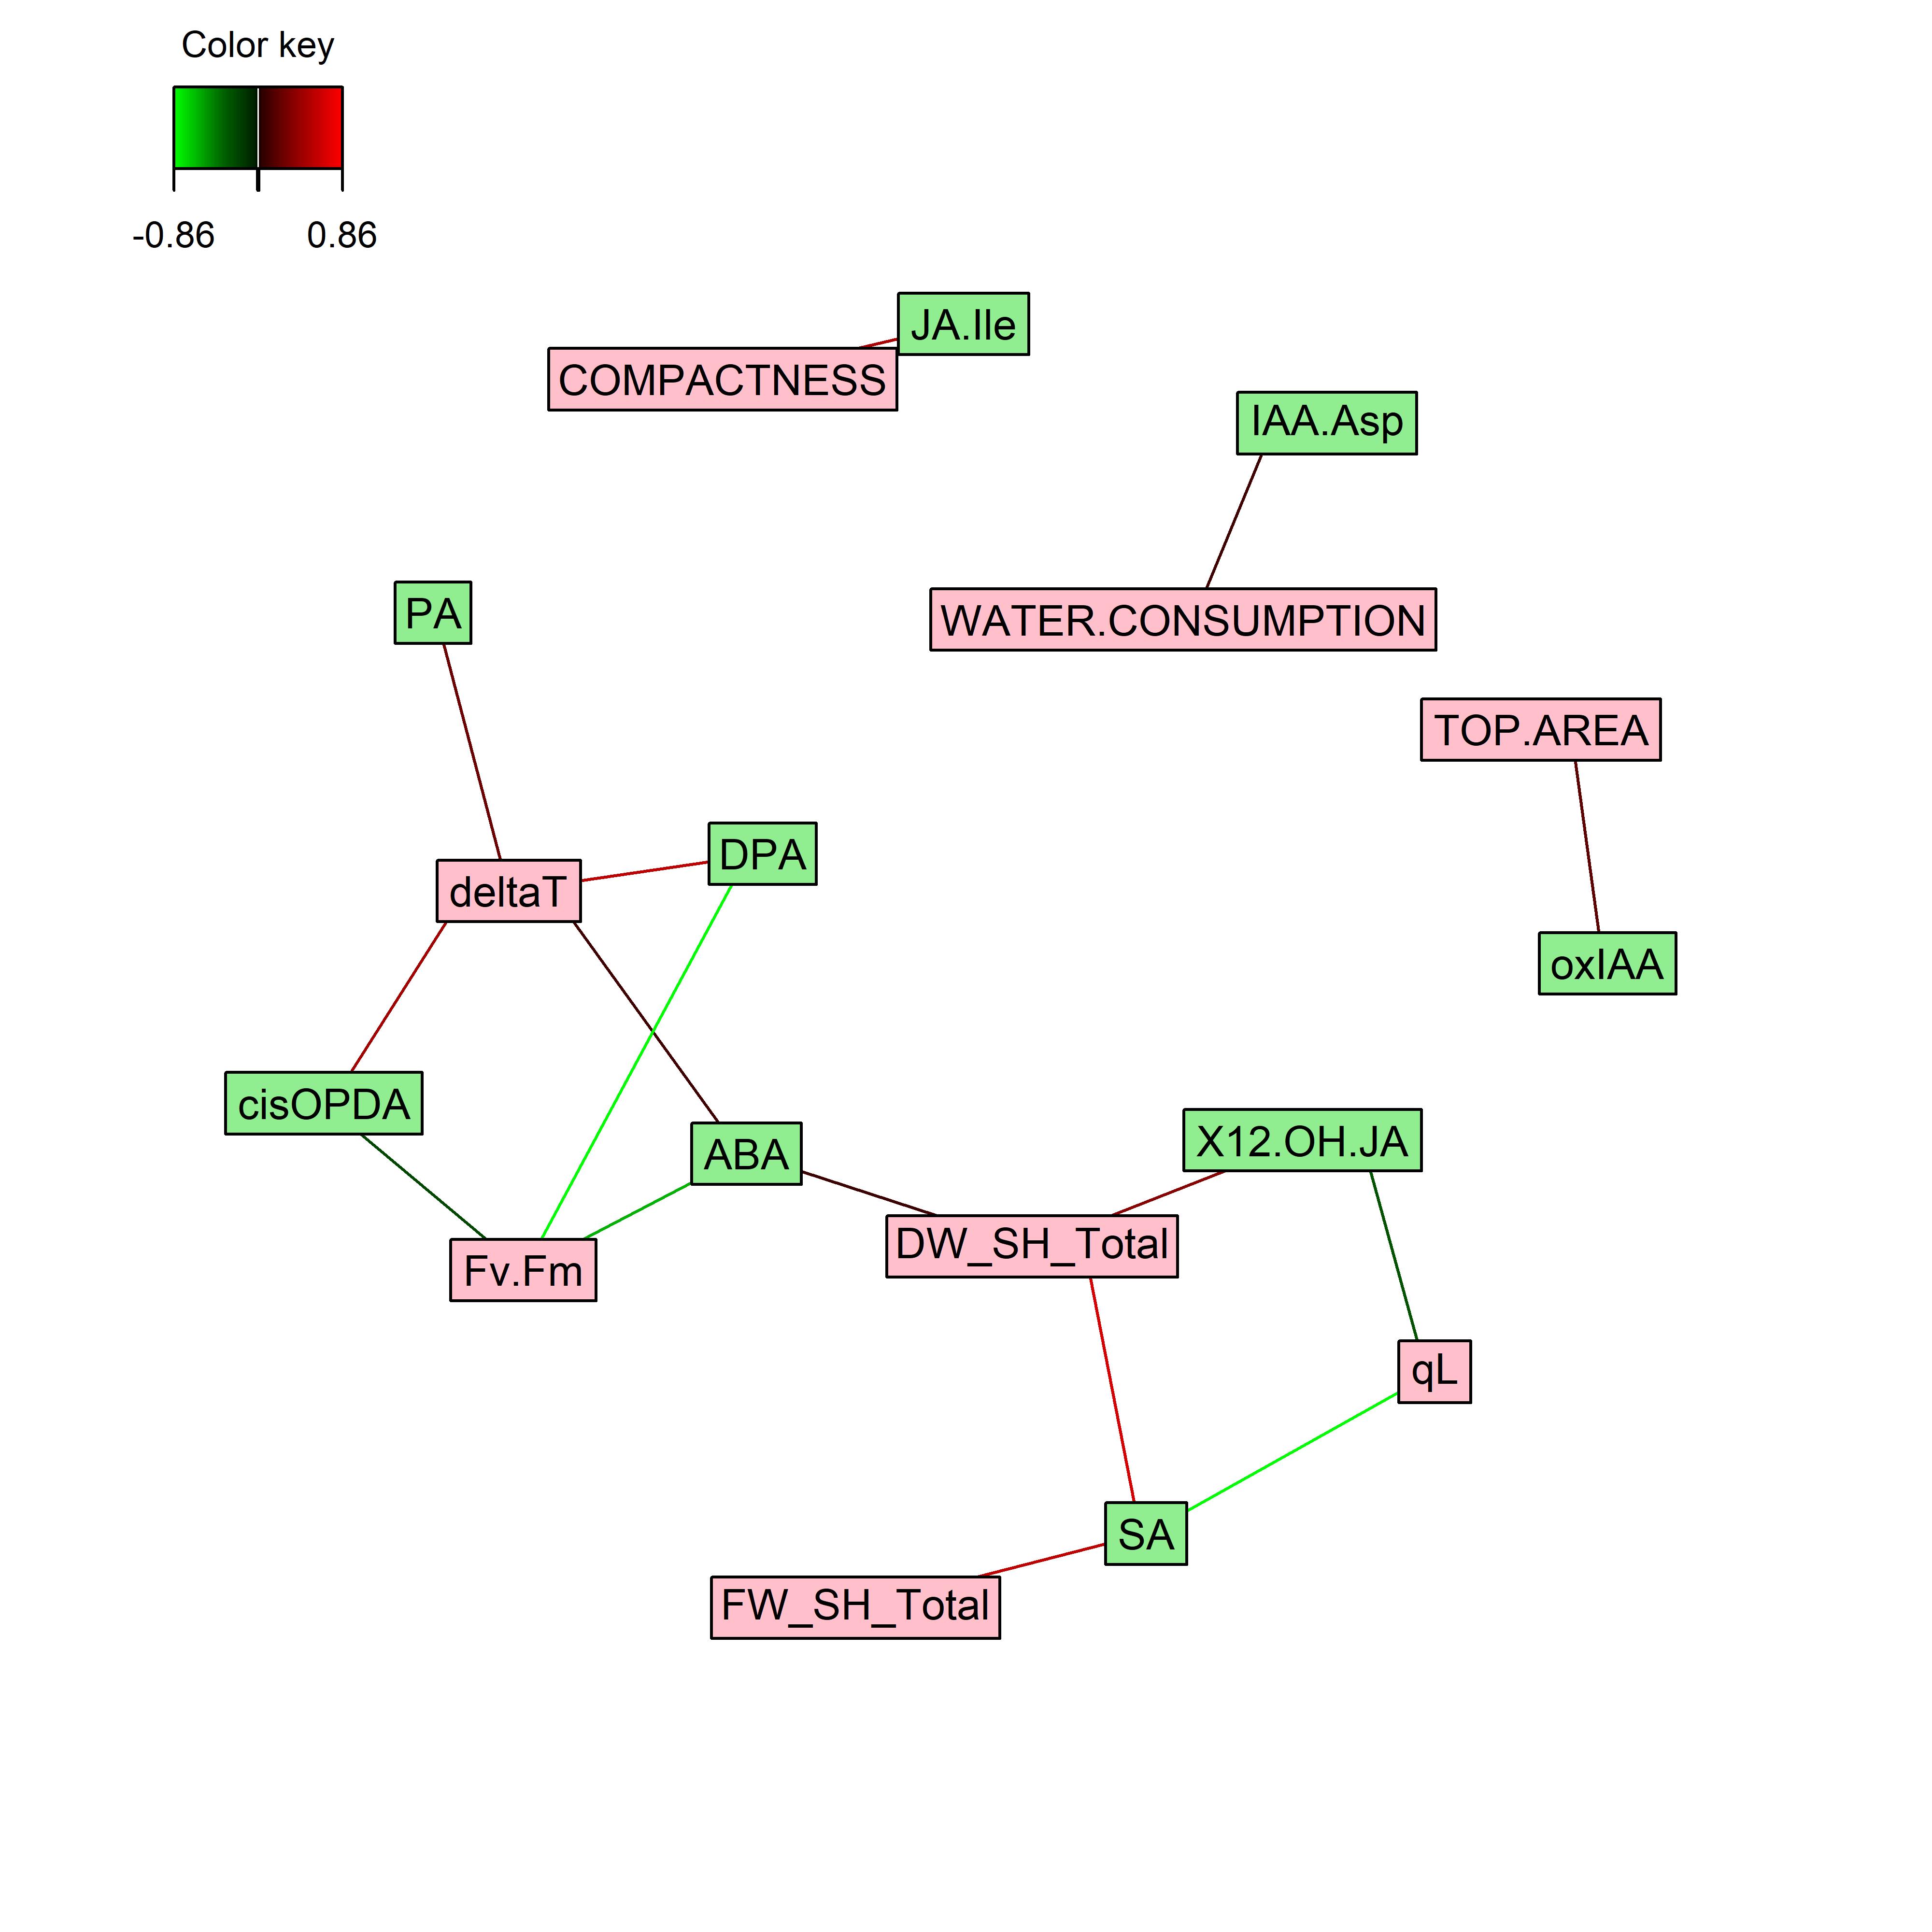 Color key
-0.86 0.86
JA.Ile
COMPACTNESS
IAA.Asp
PA
WATER.CONSUMPTION
TOP.AREA
DPA
deltaT
oxIAA
cisOPDA
ABA
X12.OH.JA
DW_SH_Total
Fv.Fm
qL
SA
FW_SH_Total